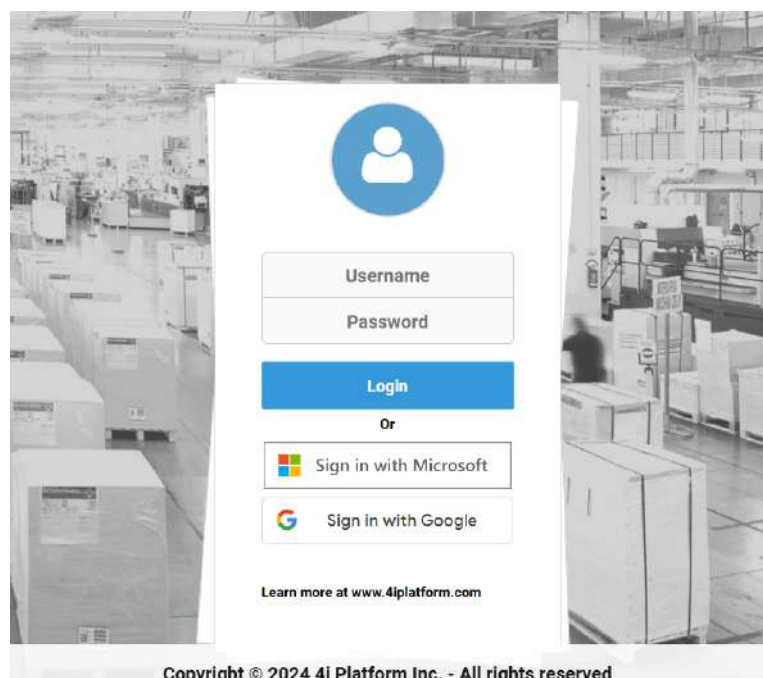 Username
Password
Login
Or
Sign in with Microsoft
Sign in with Google
Learn more at www.4iplatform.com
Copyright © 2024 4i Platform Inc. - All rights reserved